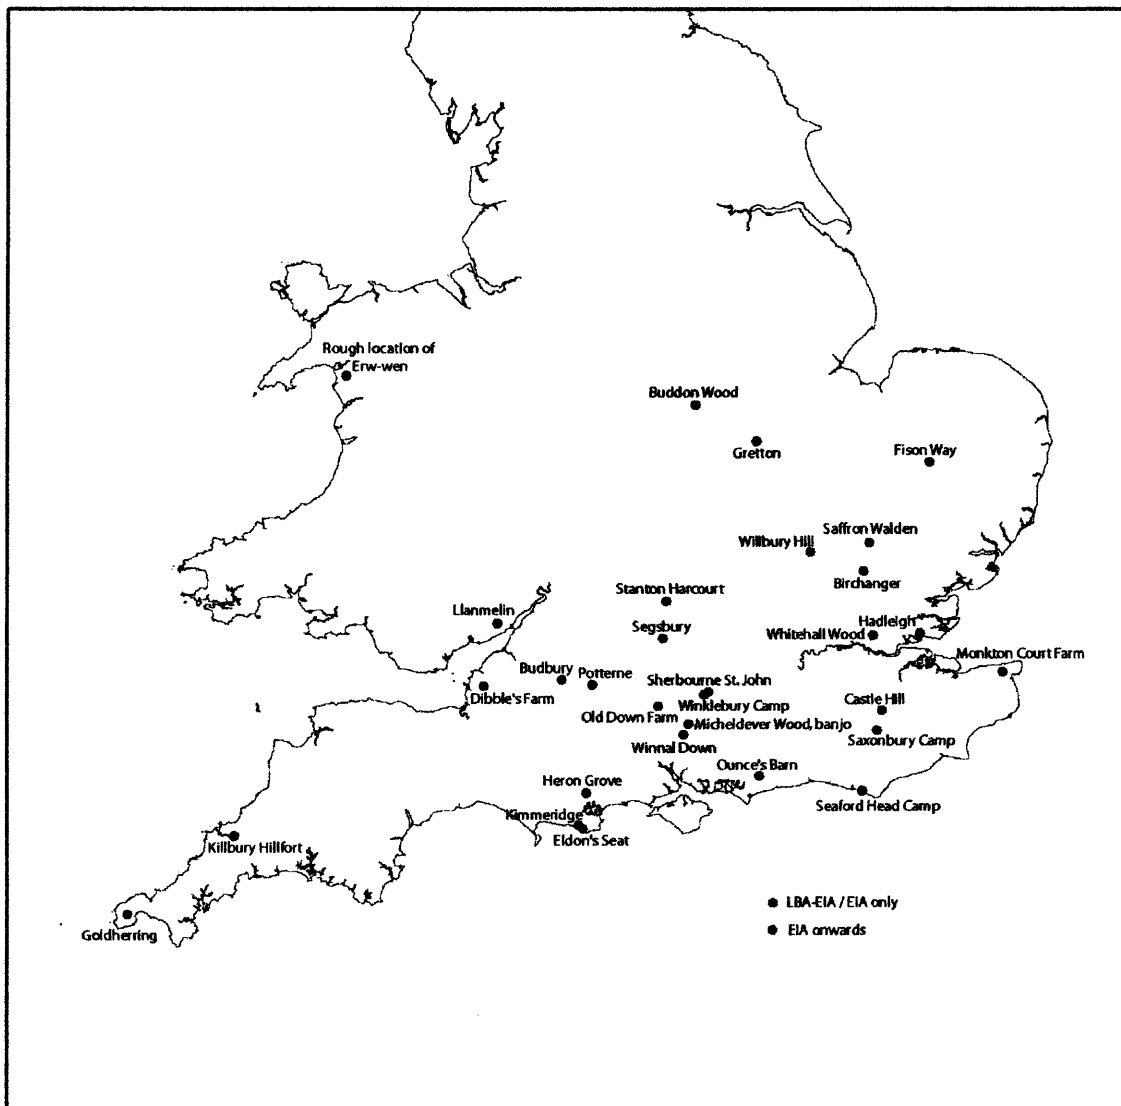 Rough location of
Erw-wen
Buddon Wood
Gretton
Fison Way
Saffron Walden
Willbury Hill
Birchanger
Stanton Harcourt
Llanmelin
Hadleigh
Segsbury
Whitehall Wood
Monkton Court Farm
Budbury
Potterne
Sherbourne St. John
Dibble's Farm
Winklebury Camp
Castle Hill
Old Down Farm
Micheldever Wood, banjo
Saxonbury Camp
Winnal Down
Ounce's Barn
Heron Grove
Seaford Head Camp
Kimmeridge
Eldon's Seat
Killbury Hillfort
LBA-EIA / EIA only
EIA onwards
Goldherring